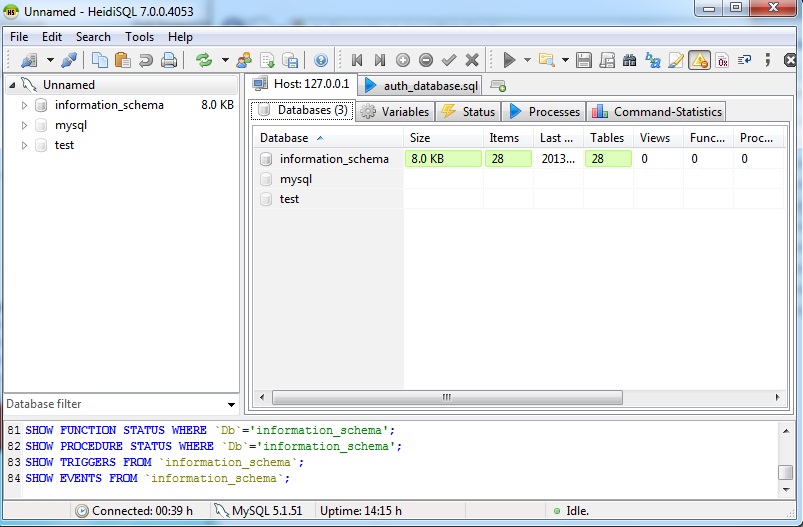 Unnamed - HeidiSQL 7.0.0.4053
File Edit Search Tools Help
Unnamed
information_schema 8.0 KB
mysql
test
Host: 127.0.0.1 auth_database.sql
Databases (3) Variables Status Processes Command-Statistics
Database Size Items Last ... Tables Views Func... Proc...
information_schema 8.0 KB 28 2013... 28 0 0 0
mysql
test
Database filter
81 SHOW FUNCTION STATUS WHERE `Db`='information_schema';
82 SHOW PROCEDURE STATUS WHERE `Db`='information_schema';
83 SHOW TRIGGERS FROM `information_schema`;
84 SHOW EVENTS FROM `information_schema`;
Connected: 00:39 h MySQL 5.1.51 Uptime: 14:15 h Idle.